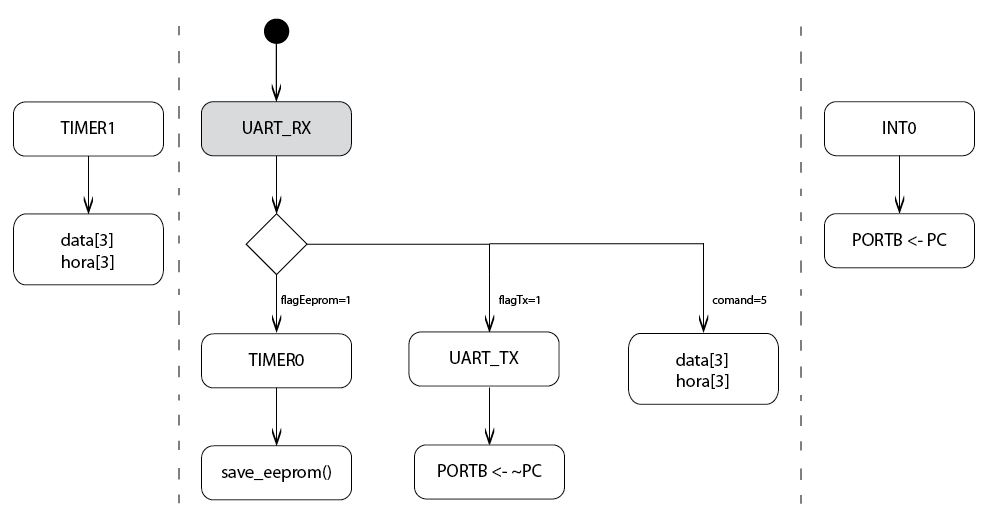 TIMER1
UART_RX
INT0
data[3]
hora[3]
PORTB <- PC
flagEeprom=1
flagTx=1
comand=5
TIMER0
UART_TX
data[3]
hora[3]
save_eeprom()
PORTB <- ~PC